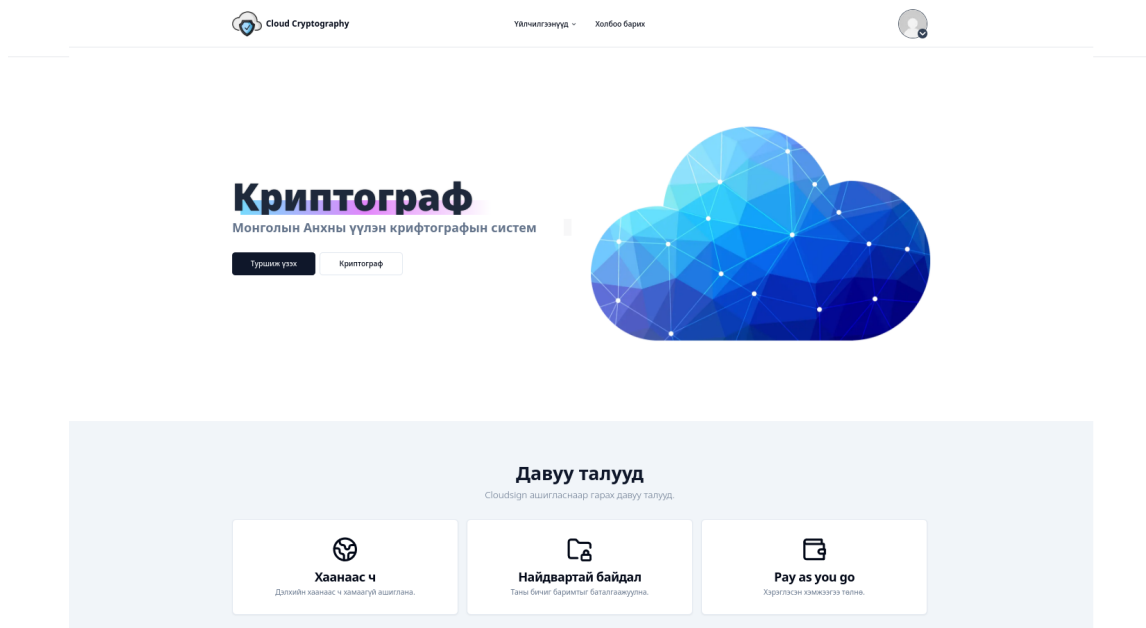 Cloud Cryptography
Үйлчилгээнүүд
Холбоо барих
Криптограф
Монголын Анхны үүлэн крифтографын систем
Туршиж үзэх
Криптограф
Давуу талууд
Cloudsign ашигласнаар гарах давуу талууд.
Хаанаас ч
Дэлхийн хаанаас ч хамаагүй ашиглана.
Найдвартай байдал
Таны бичиг баримтыг баталгаажуулна.
Pay as you go
Хэрэглэсэн хэмжээгээ төлнө.